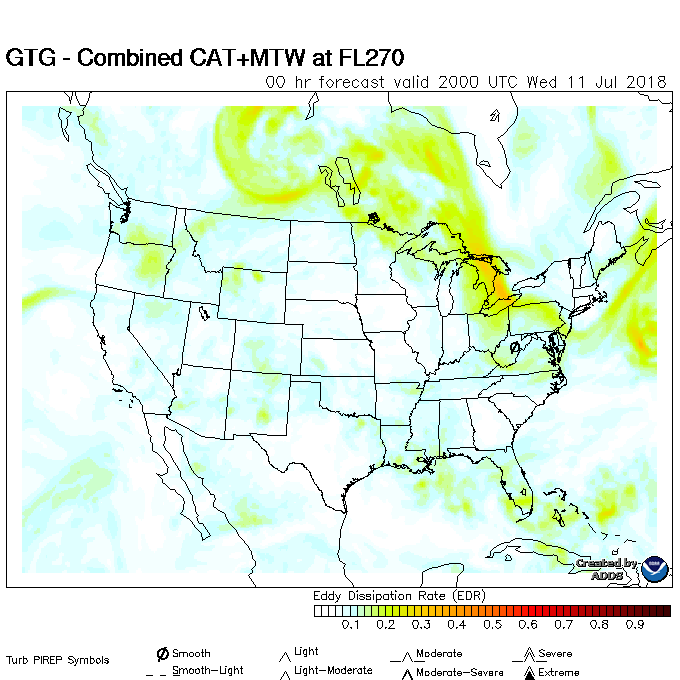 GTG - Combined CAT+MTW at FL270
00 hr forecast valid 2000 UTC Wed 11 Jul 2018
Created by
ADDS
Eddy Dissipation Rate (EDR)
0.1 0.2 0.3 0.4 0.5 0.6 0.7 0.8 0.9
Turb PIREP Symbols
Smooth Light Moderate Severe
Smooth-Light Light-Moderate Moderate-Severe Extreme